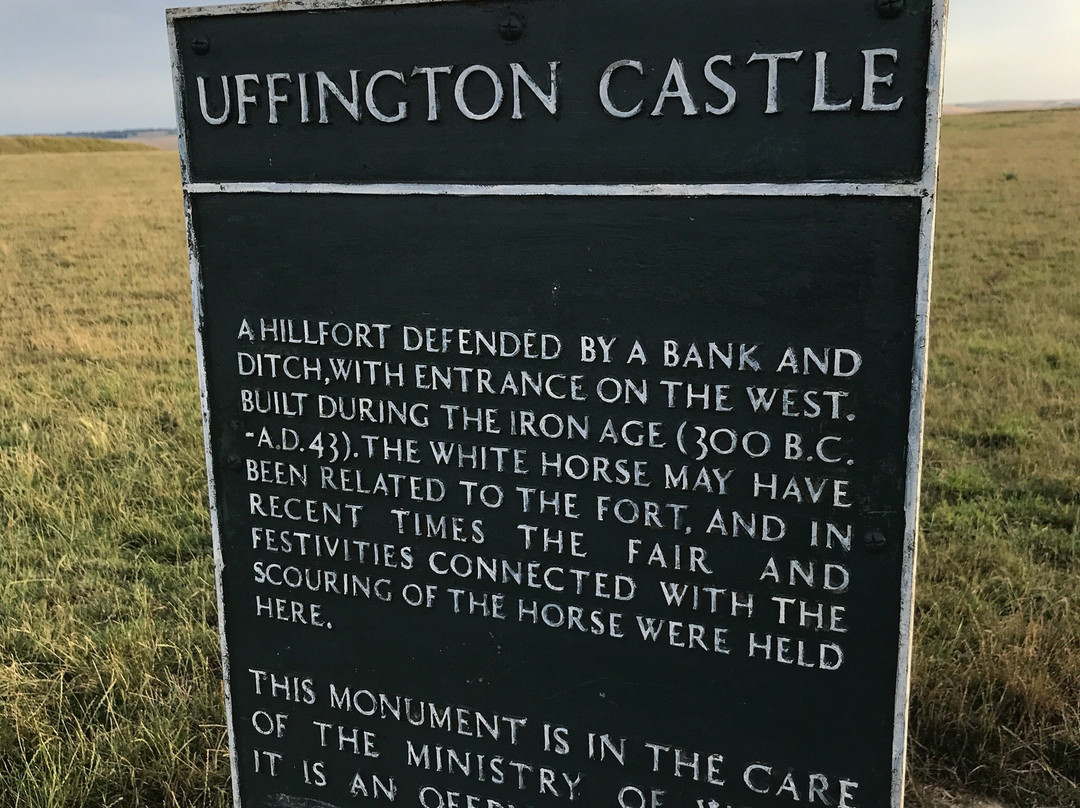 UFFINGTON CASTLE
A HILLFORT DEFENDED BY A BANK AND
DITCH, WITH ENTRANCE ON THE WEST.
BUILT DURING THE IRON AGE (300 B.C.
-A.D. 43). THE WHITE HORSE MAY HAVE
BEEN RELATED TO THE FORT, AND IN
RECENT TIMES THE FAIR AND
FESTIVITIES CONNECTED WITH THE
SCOURING OF THE HORSE WERE HELD
HERE.
THIS MONUMENT IS IN THE CARE
OF THE MINISTRY OF
IT IS AN